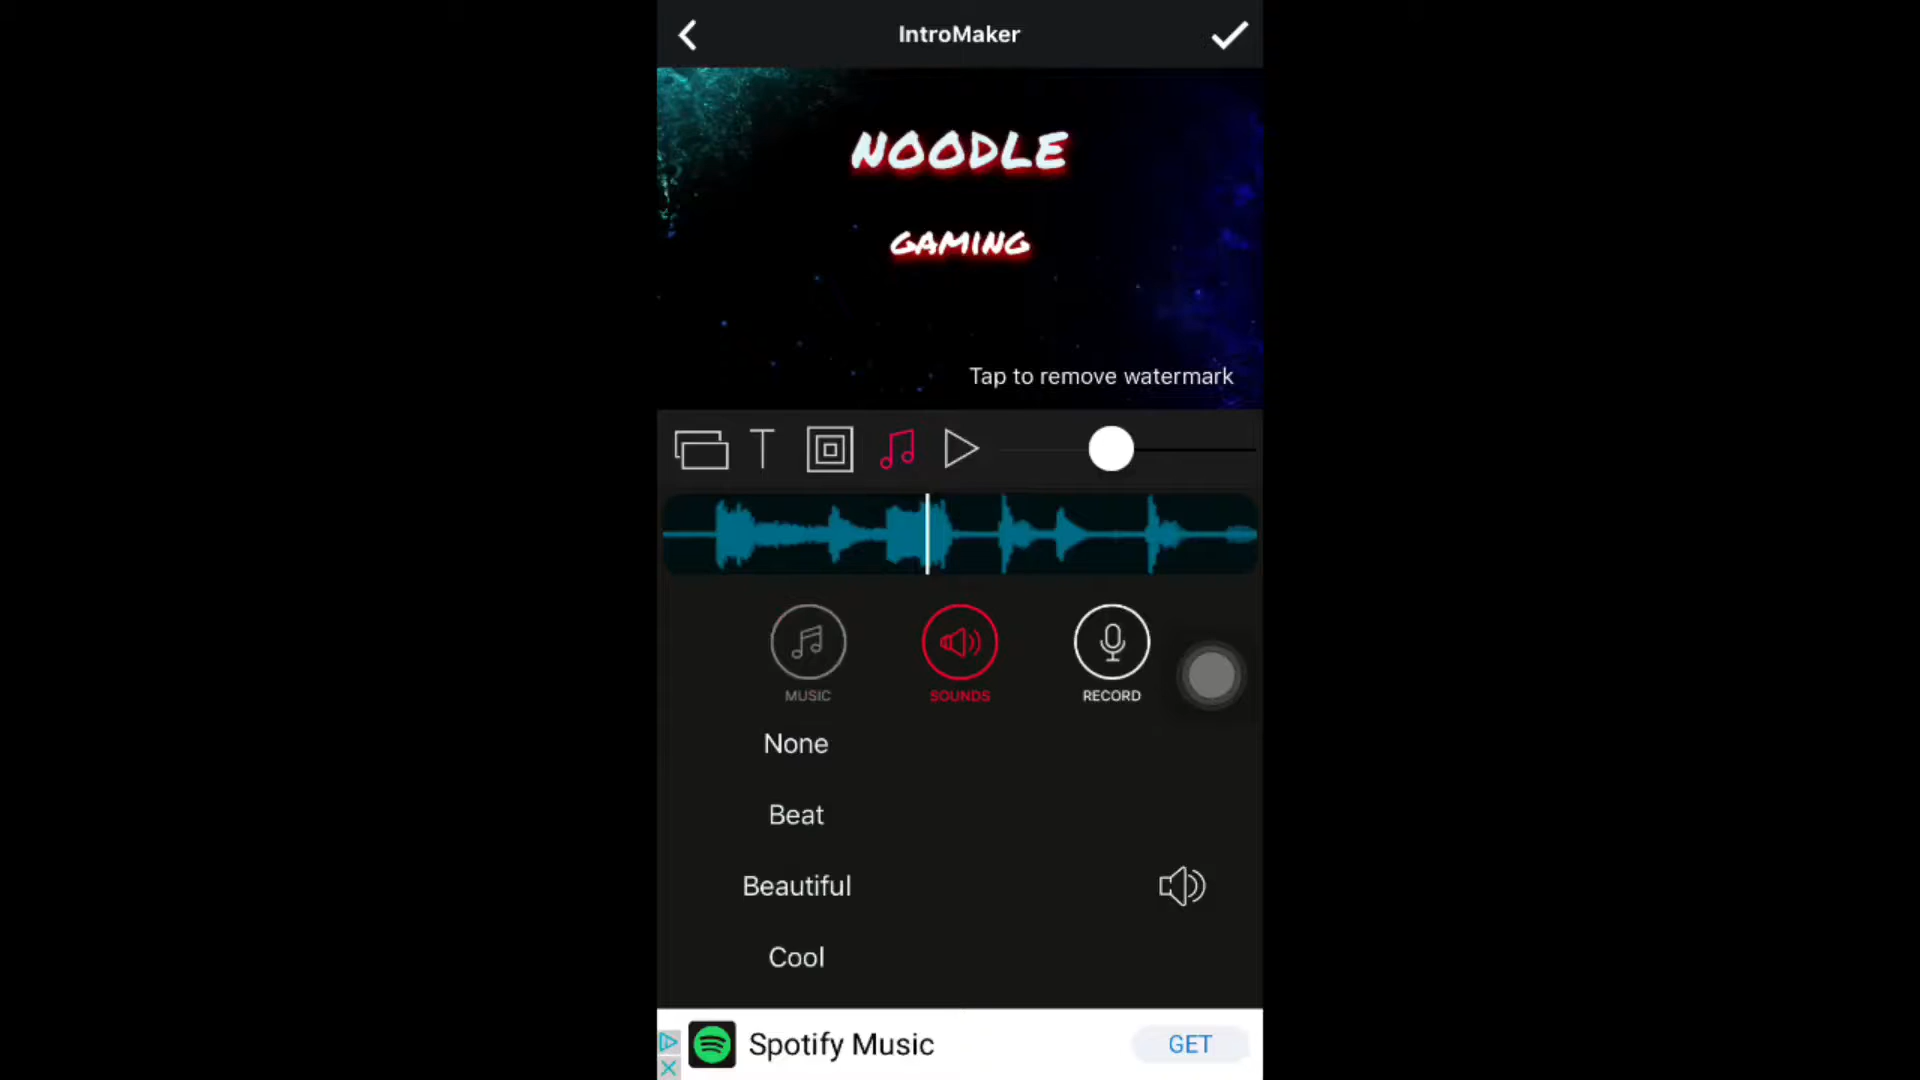 IntroMaker
NOODLE
GAMING
Tap to remove watermark
MUSIC
SOUNDS
RECORD
None
Beat
Beautiful
Cool
Spotify Music
GET